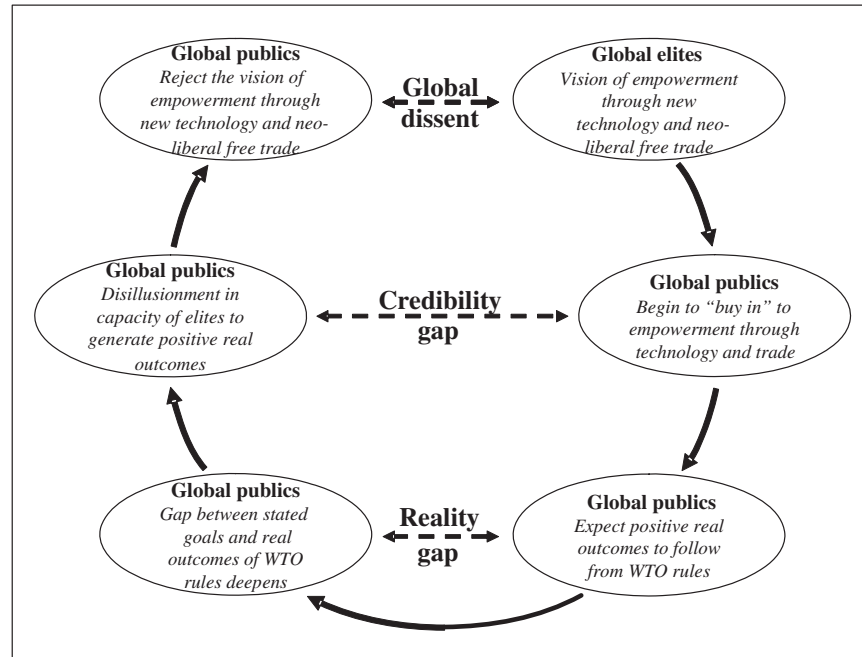 Global publics
Reject the vision of
empowerment through
new technology and neo-
liberal free trade
Global
dissent
Global elites
Vision of empowerment
through new
technology and neo-
liberal free trade
Global publics
Disillusionment in
capacity of elites to
generate positive real
outcomes
Credibility
gap
Global publics
Begin to “buy in” to
empowerment through
technology and trade
Global publics
Gap between stated
goals and real
outcomes of WTO
rules deepens
Reality
gap
Global publics
Expect positive real
outcomes to follow
from WTO rules